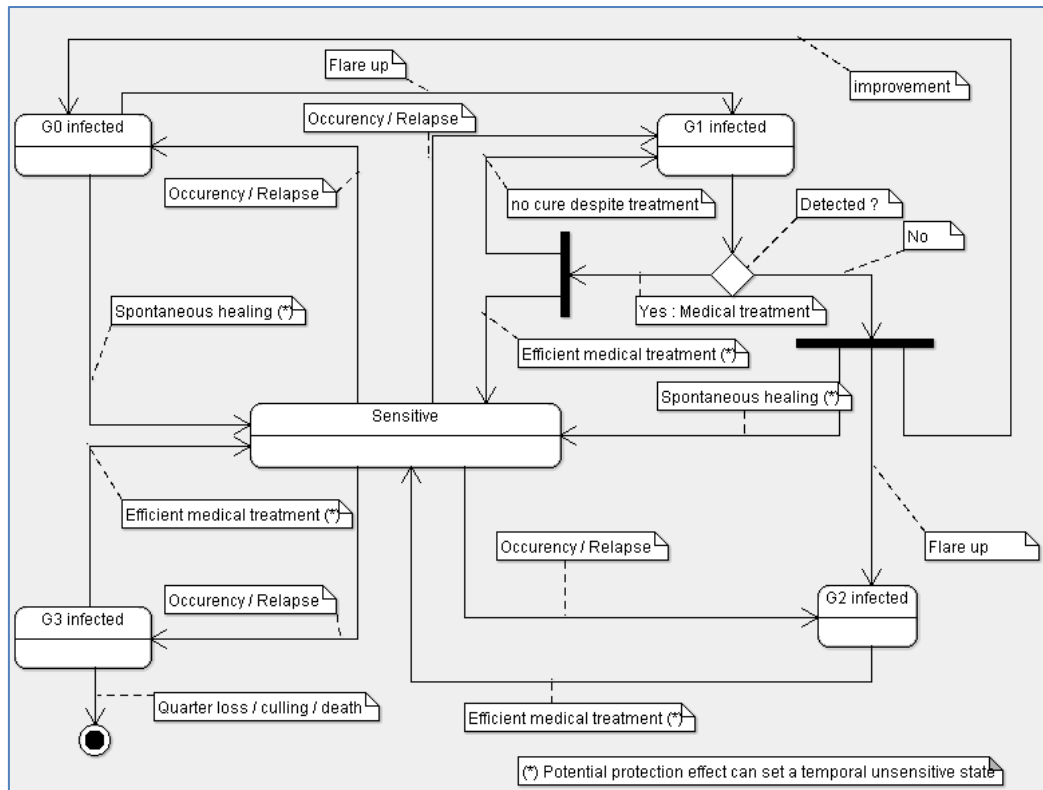 Flare up
improvement
G0 infected
Occurency / Relapse
G1 infected
Occurency / Relapse
no cure despite treatment
Detected ?
No
Spontaneous healing (*)
Yes : Medical treatment
Efficient medical treatment (*)
Spontaneous healing (*)
Sensitive
Efficient medical treatment (*)
Occurency / Relapse
Flare up
Occurency / Relapse
G2 infected
G3 infected
Quarter loss / culling / death
Efficient medical treatment (*)
(*) Potential protection effect can set a temporal unsensitive state